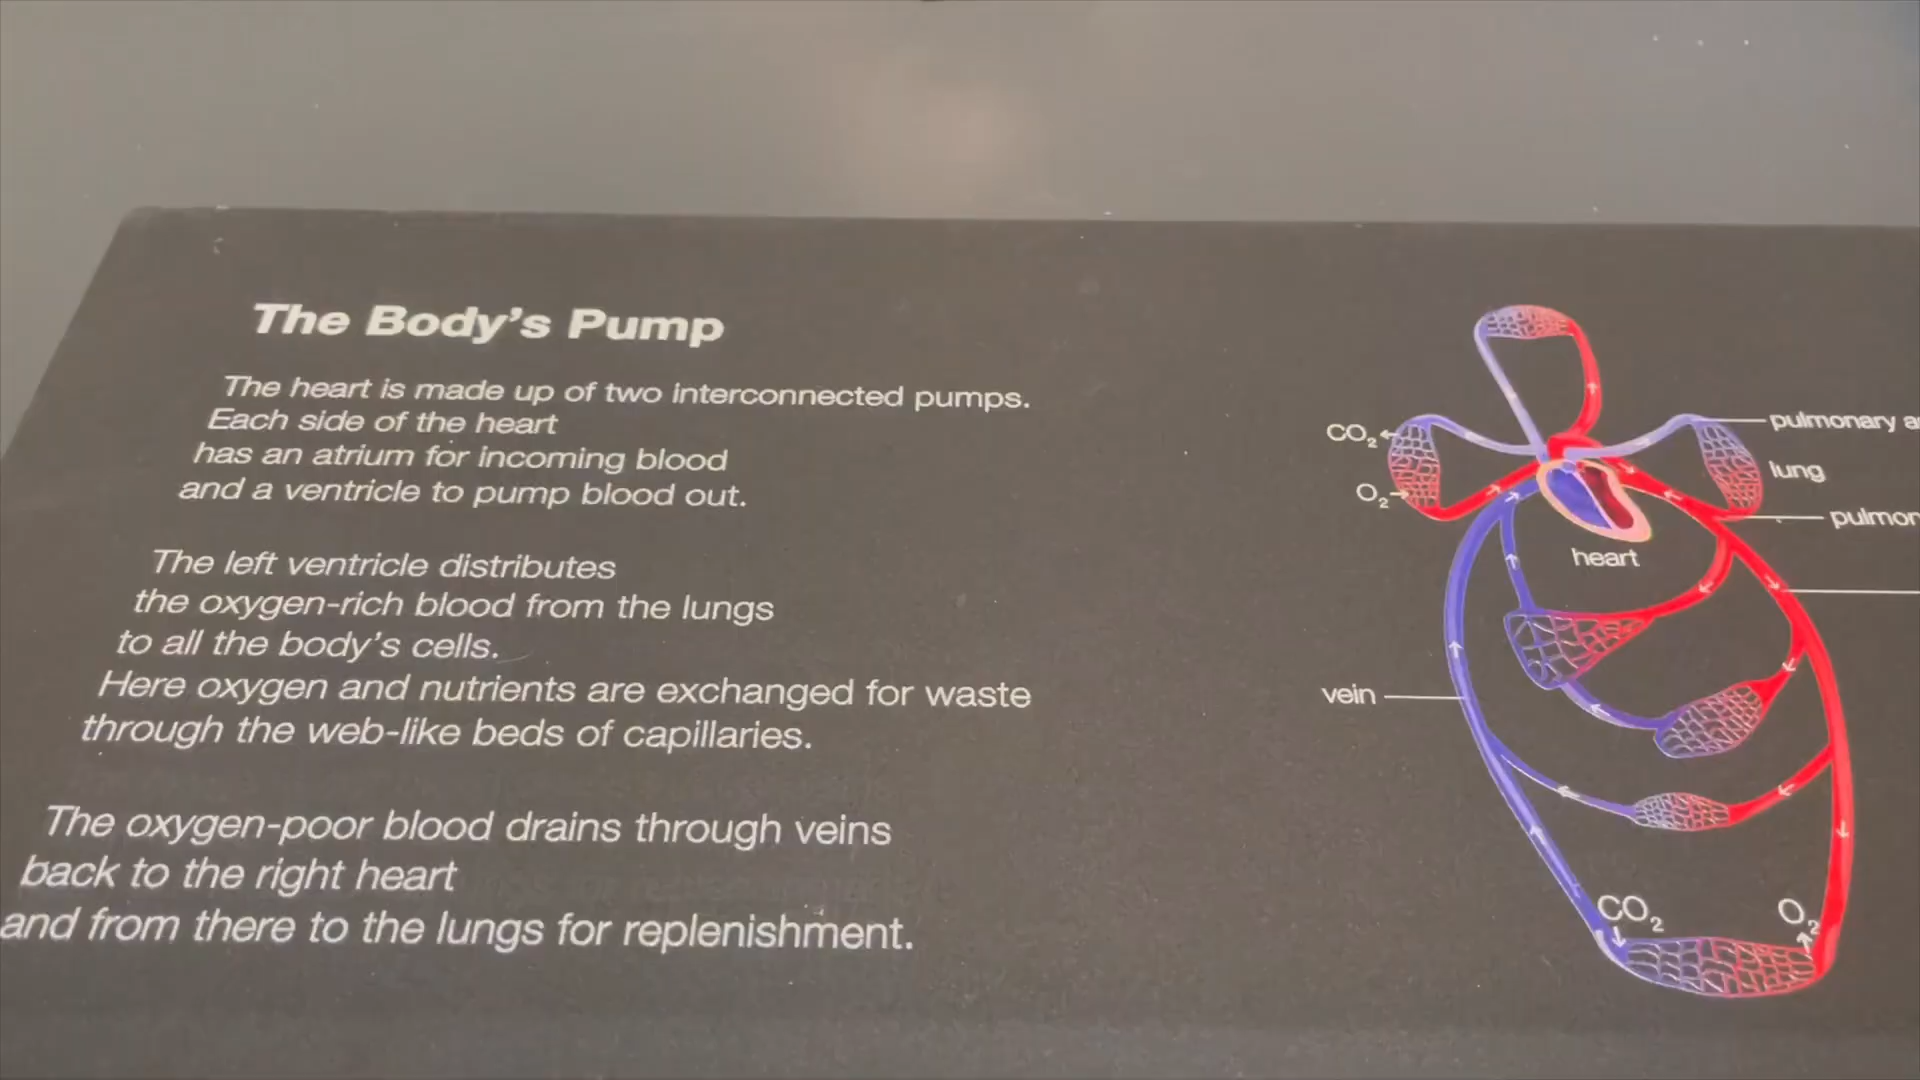 The Body's Pump
The heart is made up of two interconnected pumps.
Each side of the heart
has an atrium for incoming blood
and a ventricle to pump blood out.
The left ventricle distributes
the oxygen-rich blood from the lungs
to all the body's cells.
Here oxygen and nutrients are exchanged for waste
through the web-like beds of capillaries.
The oxygen-poor blood drains through veins
back to the right heart
and from there to the lungs for replenishment.
CO2
O2
pulmonary
lung
heart
vein
CO2
O2